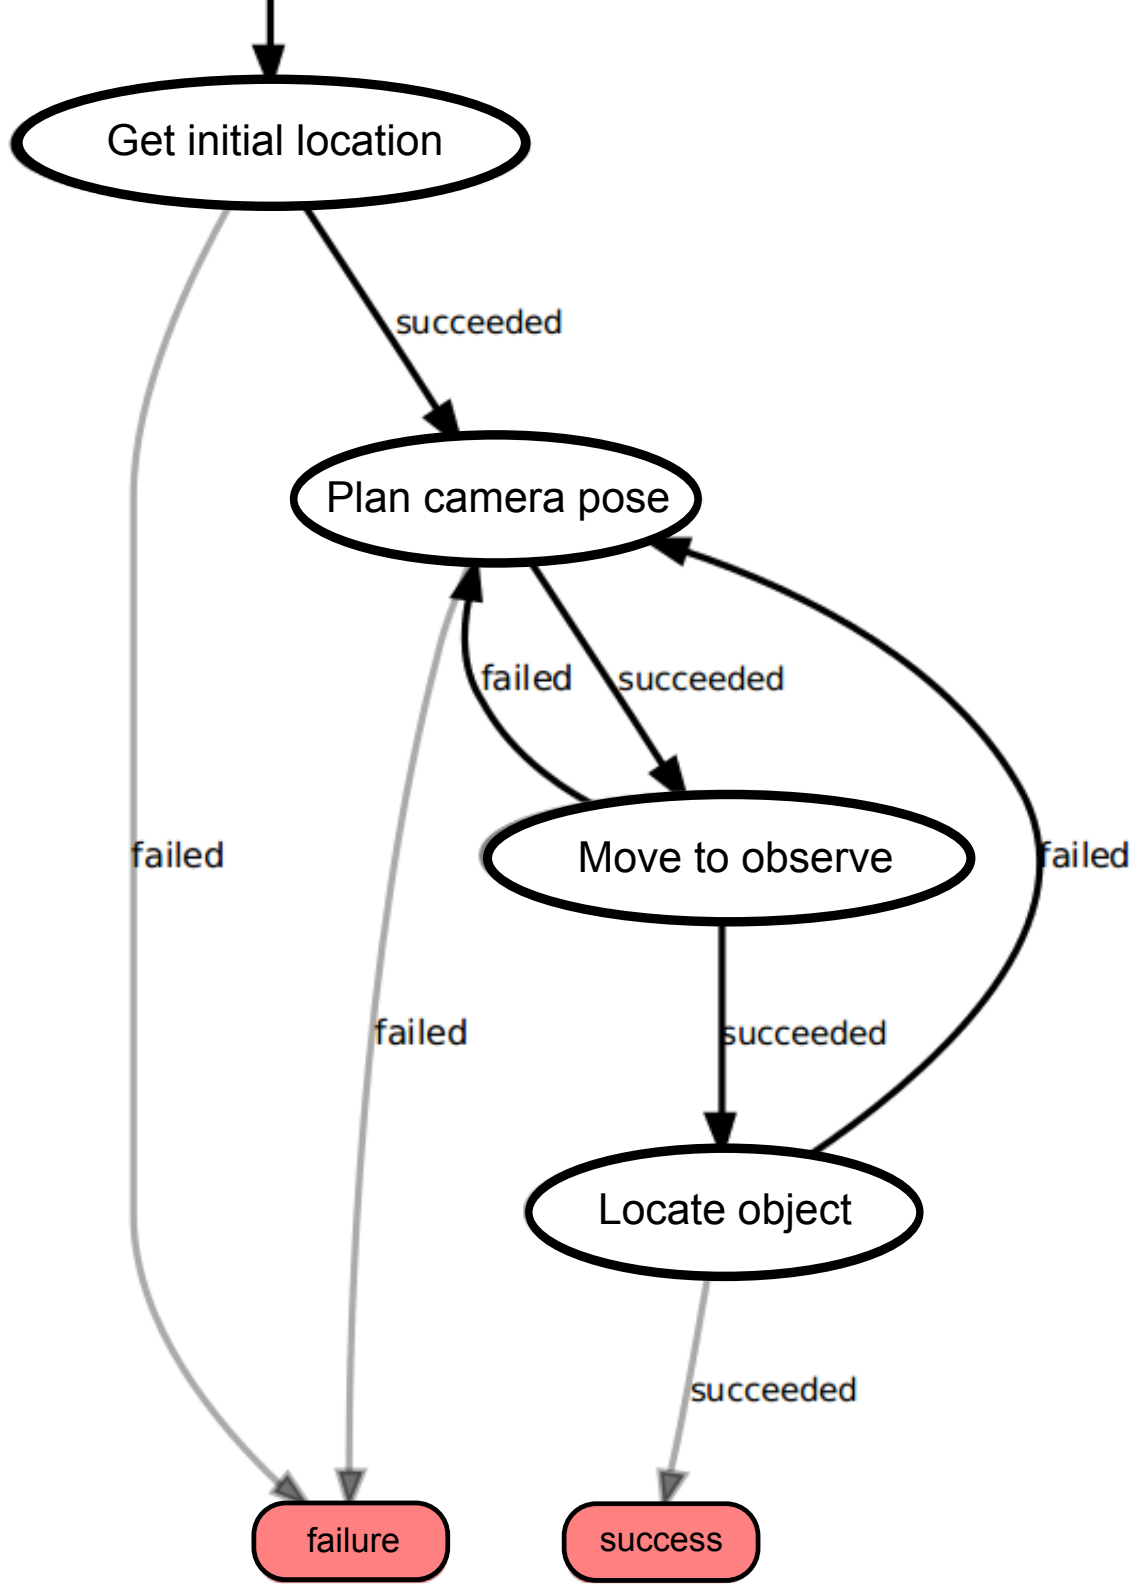 Get initial location
succeeded
Plan camera pose
failed
succeeded
Move to observe
failed
failed
failed
succeeded
Locate object
succeeded
failure
success